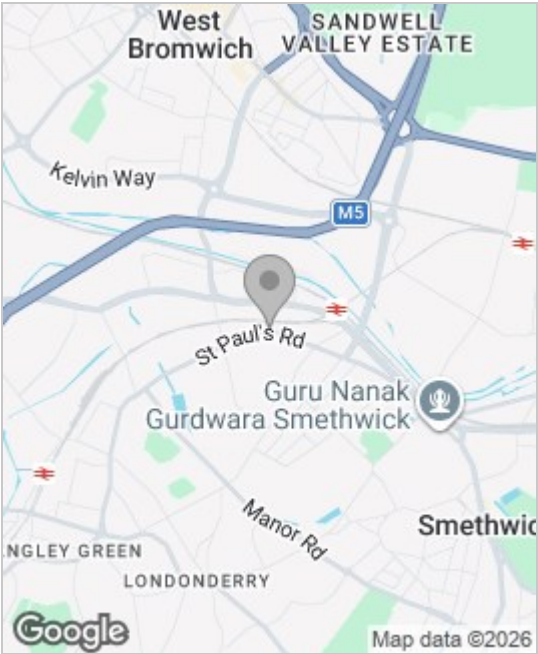 West
Bromwich
SANDWELL
VALLEY ESTATE
Kelvin Way
M5
St Paul's Rd
Guru Nanak
Gurdwara Smethwick
Manor Rd
Smethwic
NGLEY GREEN
LONDONDERRY
Google
Map data ©2026